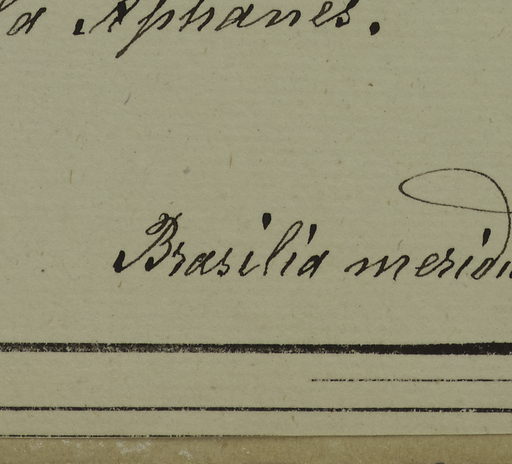 a Aphanes.
Brasilia merid